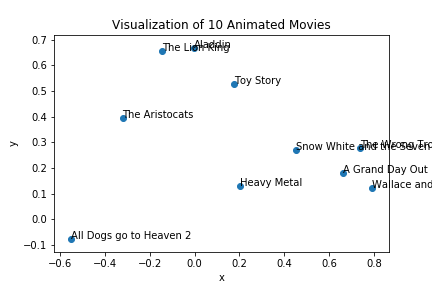 Visualization of 10 Animated Movies
0.7
0.6
0.5
0.4
0.3
0.2
0.1
0.0
−0.1
y
The Lion King
Aladdin
Toy Story
The Aristocats
Snow White and the Seven
The Wrong Tro
A Grand Day Out
Wallace and
Heavy Metal
All Dogs go to Heaven 2
−0.6
−0.4
−0.2
0.0
0.2
0.4
0.6
0.8
x